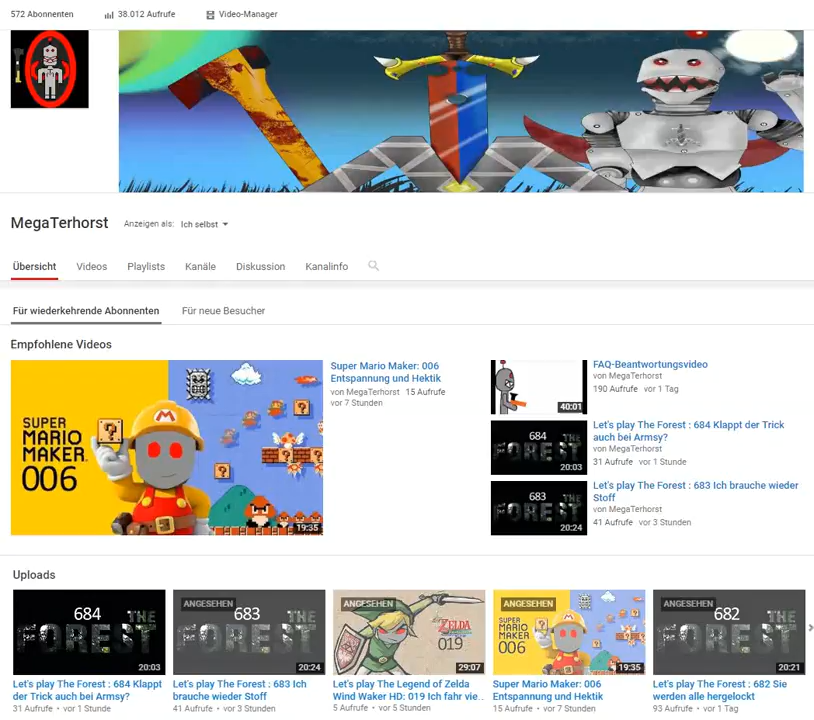 572 Abonnenten 38.012 Aufrufe Video-Manager
MegaTerhorst Anzeigen als: Ich selbst
Übersicht Videos Playlists Kanäle Diskussion Kanalinfo
Für wiederkehrende Abonnenten Für neue Besucher
Empfohlene Videos
SUPER
MARIO
MAKER
006
19:35
Super Mario Maker: 006
Entspannung und Hektik
von MegaTerhorst 15 Aufrufe
vor 7 Stunden
40:01
FAQ-Beantwortungsvideo
von MegaTerhorst
190 Aufrufe vor 1 Tag
684
THE
FOREST
20:03
Let's play The Forest : 684 Klappt der Trick
auch bei Armsy?
von MegaTerhorst
31 Aufrufe vor 1 Stunde
683
THE
FOREST
20:24
Let's play The Forest : 683 Ich brauche wieder
Stoff
von MegaTerhorst
41 Aufrufe vor 3 Stunden
Uploads
684
THE
FOREST
20:03
Let's play The Forest : 684 Klappt
der Trick auch bei Armsy?
31 Aufrufe • vor 1 Stunde
ANGESEHEN
683
THE
FOREST
20:24
Let's play The Forest : 683 Ich
brauche wieder Stoff
41 Aufrufe • vor 3 Stunden
ANGESEHEN
ZELDA
019
29:07
Let's play The Legend of Zelda
Wind Waker HD: 019 Ich fahr vie...
5 Aufrufe • vor 5 Stunden
ANGESEHEN
SUPER
MARIO
MAKER
006
19:35
Super Mario Maker: 006
Entspannung und Hektik
15 Aufrufe • vor 7 Stunden
ANGESEHEN
682
THE
FOREST
20:21
Let's play The Forest : 682 Sie
werden alle hergelockt
93 Aufrufe • vor 1 Tag